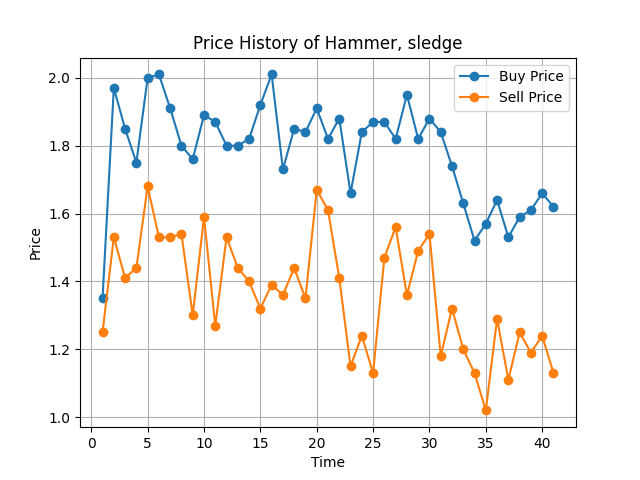 Price History of Hammer, sledge
Buy Price
Sell Price
2.0
1.8
1.6
1.4
1.2
1.0
Price
0 5 10 15 20 25 30 35 40
Time